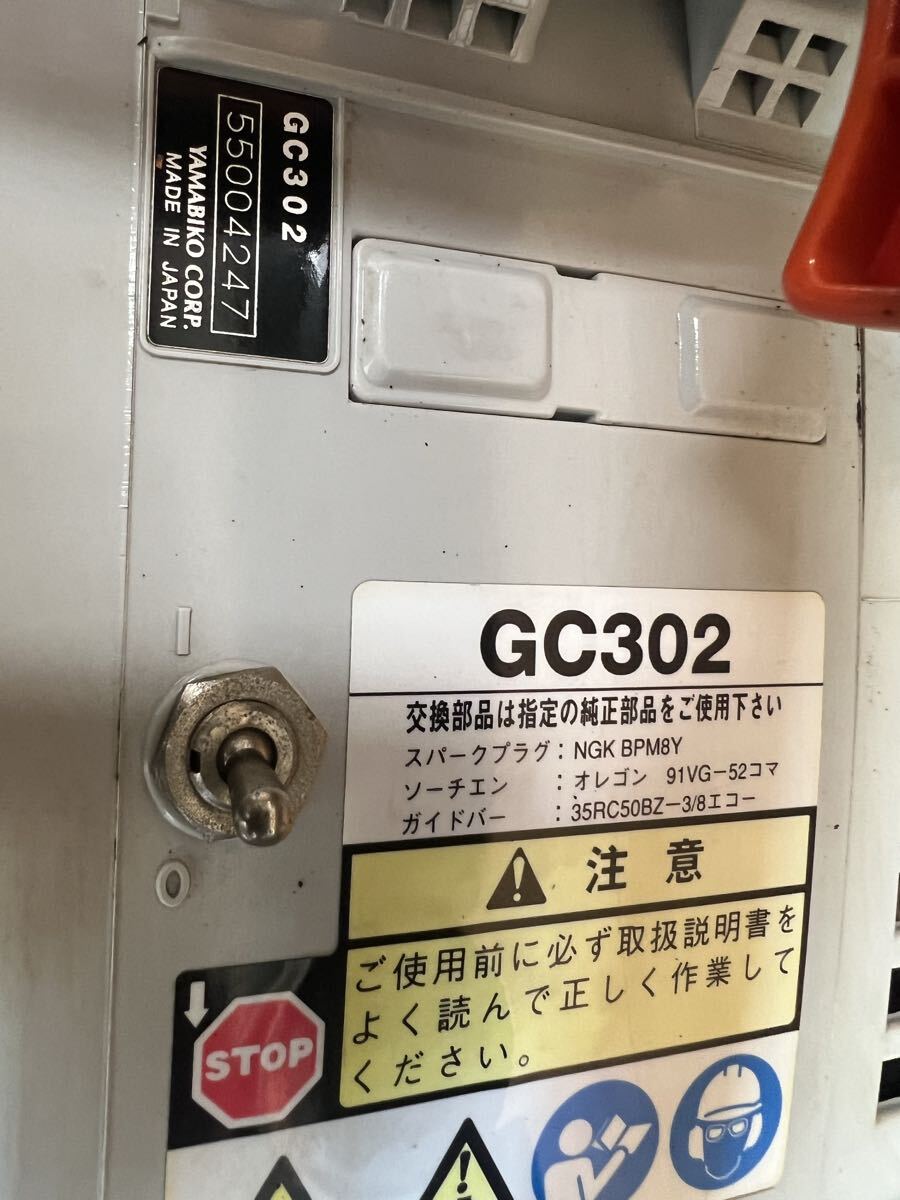 GC302
55004247
YAMABIKO CORP.
MADE IN JAPAN
GC302
交換部品は指定の純正部品をご使用下さい
スパークプラグ：NGK BPM8Y
ソーチエン　：オレゴン　91VG－52コマ
ガイドバー　：35RC50BZ－3/8エコー
注意
ご使用前に必ず取扱説明書を
よく読んで正しく作業して
ください。
STOP